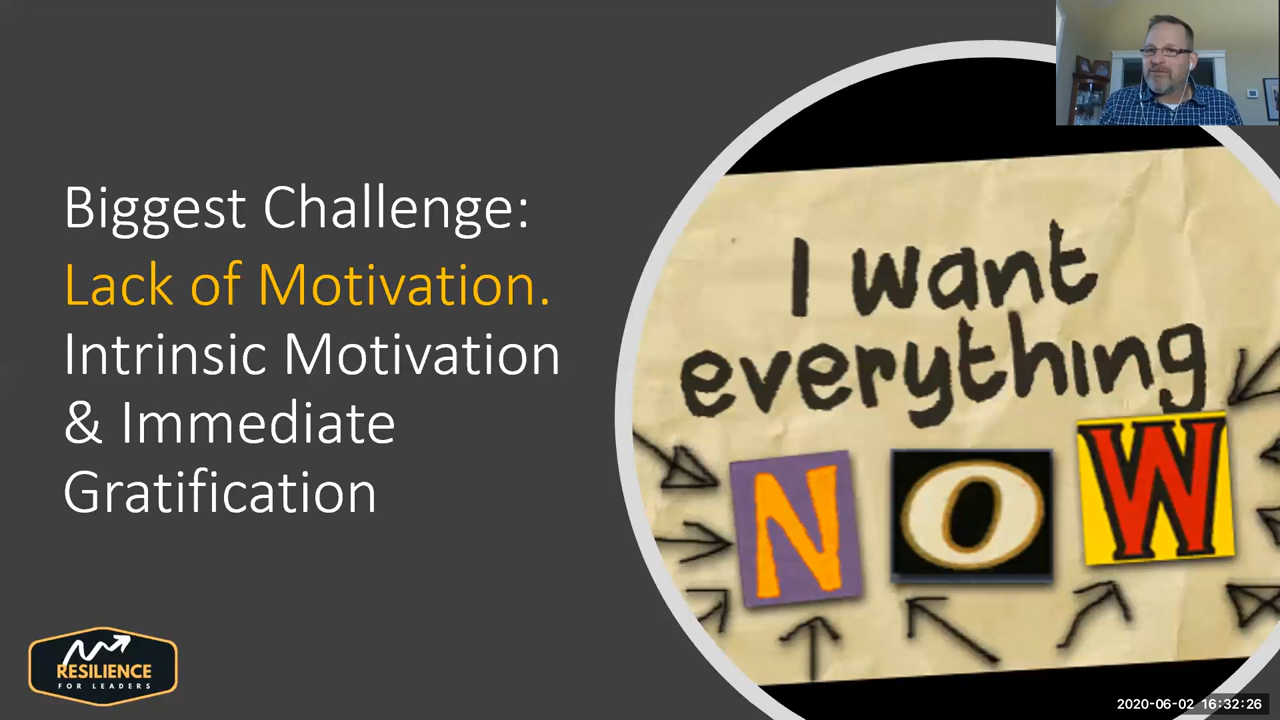 Biggest Challenge:
Lack of Motivation.
Intrinsic Motivation
& Immediate
Gratification
I want
everything
NOW
RESILIENCE
FOR LEADERS
2020-06-02 16:32:26